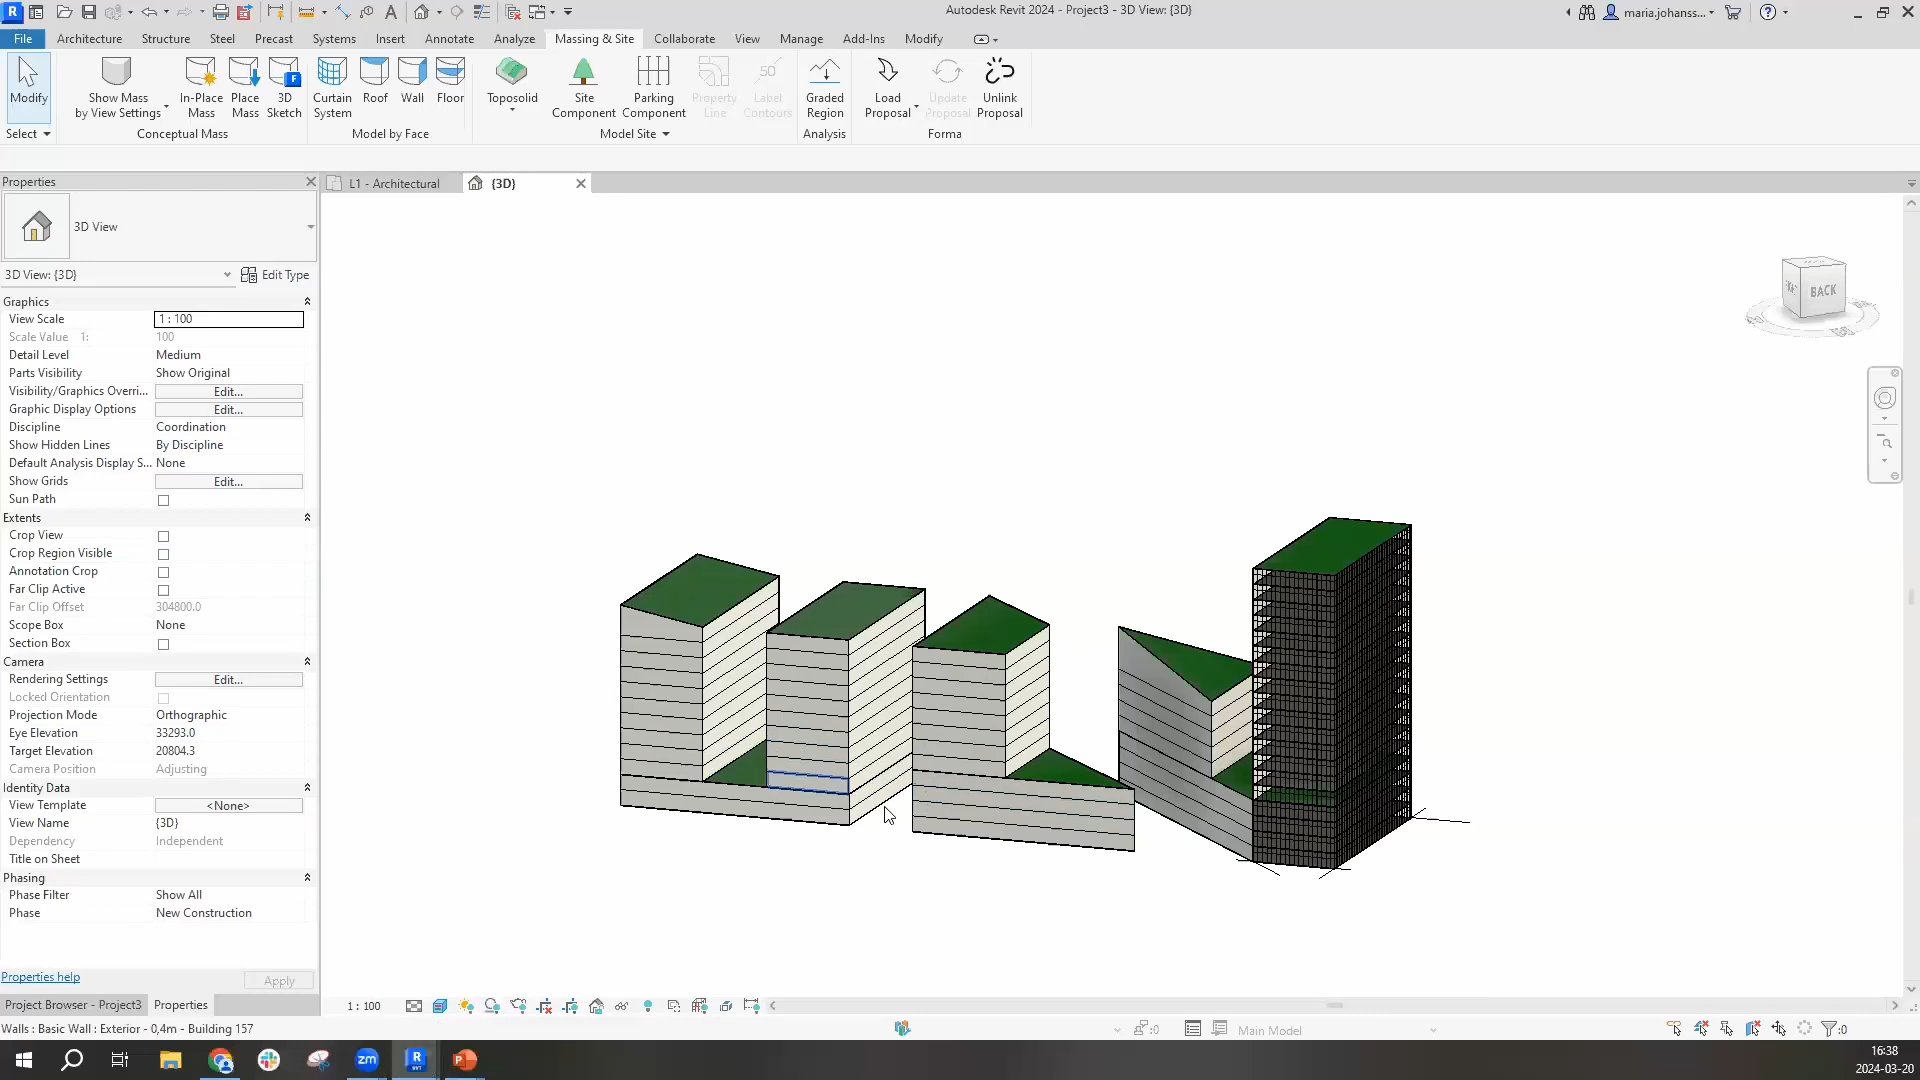 Autodesk Revit 2024 - Project3 - 3D View: {3D}
maria.johanss...
File Architecture Structure Steel Precast Systems Insert Annotate Analyze Massing & Site Collaborate View Manage Add-Ins Modify
Modify
Show Mass
by View Settings
In-Place
Mass
Place
Mass
3D
Sketch
Curtain
System
Roof
Wall
Floor
Toposolid
Site
Component
Parking
Component
Property
Line
Label
Contours
Graded
Region
Load
Proposal
Update
Proposal
Unlink
Proposal
Select
Conceptual Mass
Model by Face
Model Site
Analysis
Forma
Properties
L1 - Architectural
{3D}
3D View
3D View: {3D}
Edit Type
Graphics
View Scale 1 : 100
Scale Value 1: 100
Detail Level Medium
Parts Visibility Show Original
Visibility/Graphics Overri... Edit...
Graphic Display Options Edit...
Discipline Coordination
Show Hidden Lines By Discipline
Default Analysis Display S... None
Show Grids Edit...
Sun Path
Extents
Crop View
Crop Region Visible
Annotation Crop
Far Clip Active
Far Clip Offset 304800.0
Scope Box None
Section Box
Camera
Rendering Settings Edit...
Locked Orientation
Projection Mode Orthographic
Eye Elevation 33293.0
Target Elevation 20804.3
Camera Position Adjusting
Identity Data
View Template <None>
View Name {3D}
Dependency Independent
Title on Sheet
Phasing
Phase Filter Show All
Phase New Construction
Properties help
Apply
Project Browser - Project3 Properties
1 : 100
BACK
Walls : Basic Wall : Exterior - 0,4m - Building 157
:0
Main Model
:0
16:38
2024-03-20